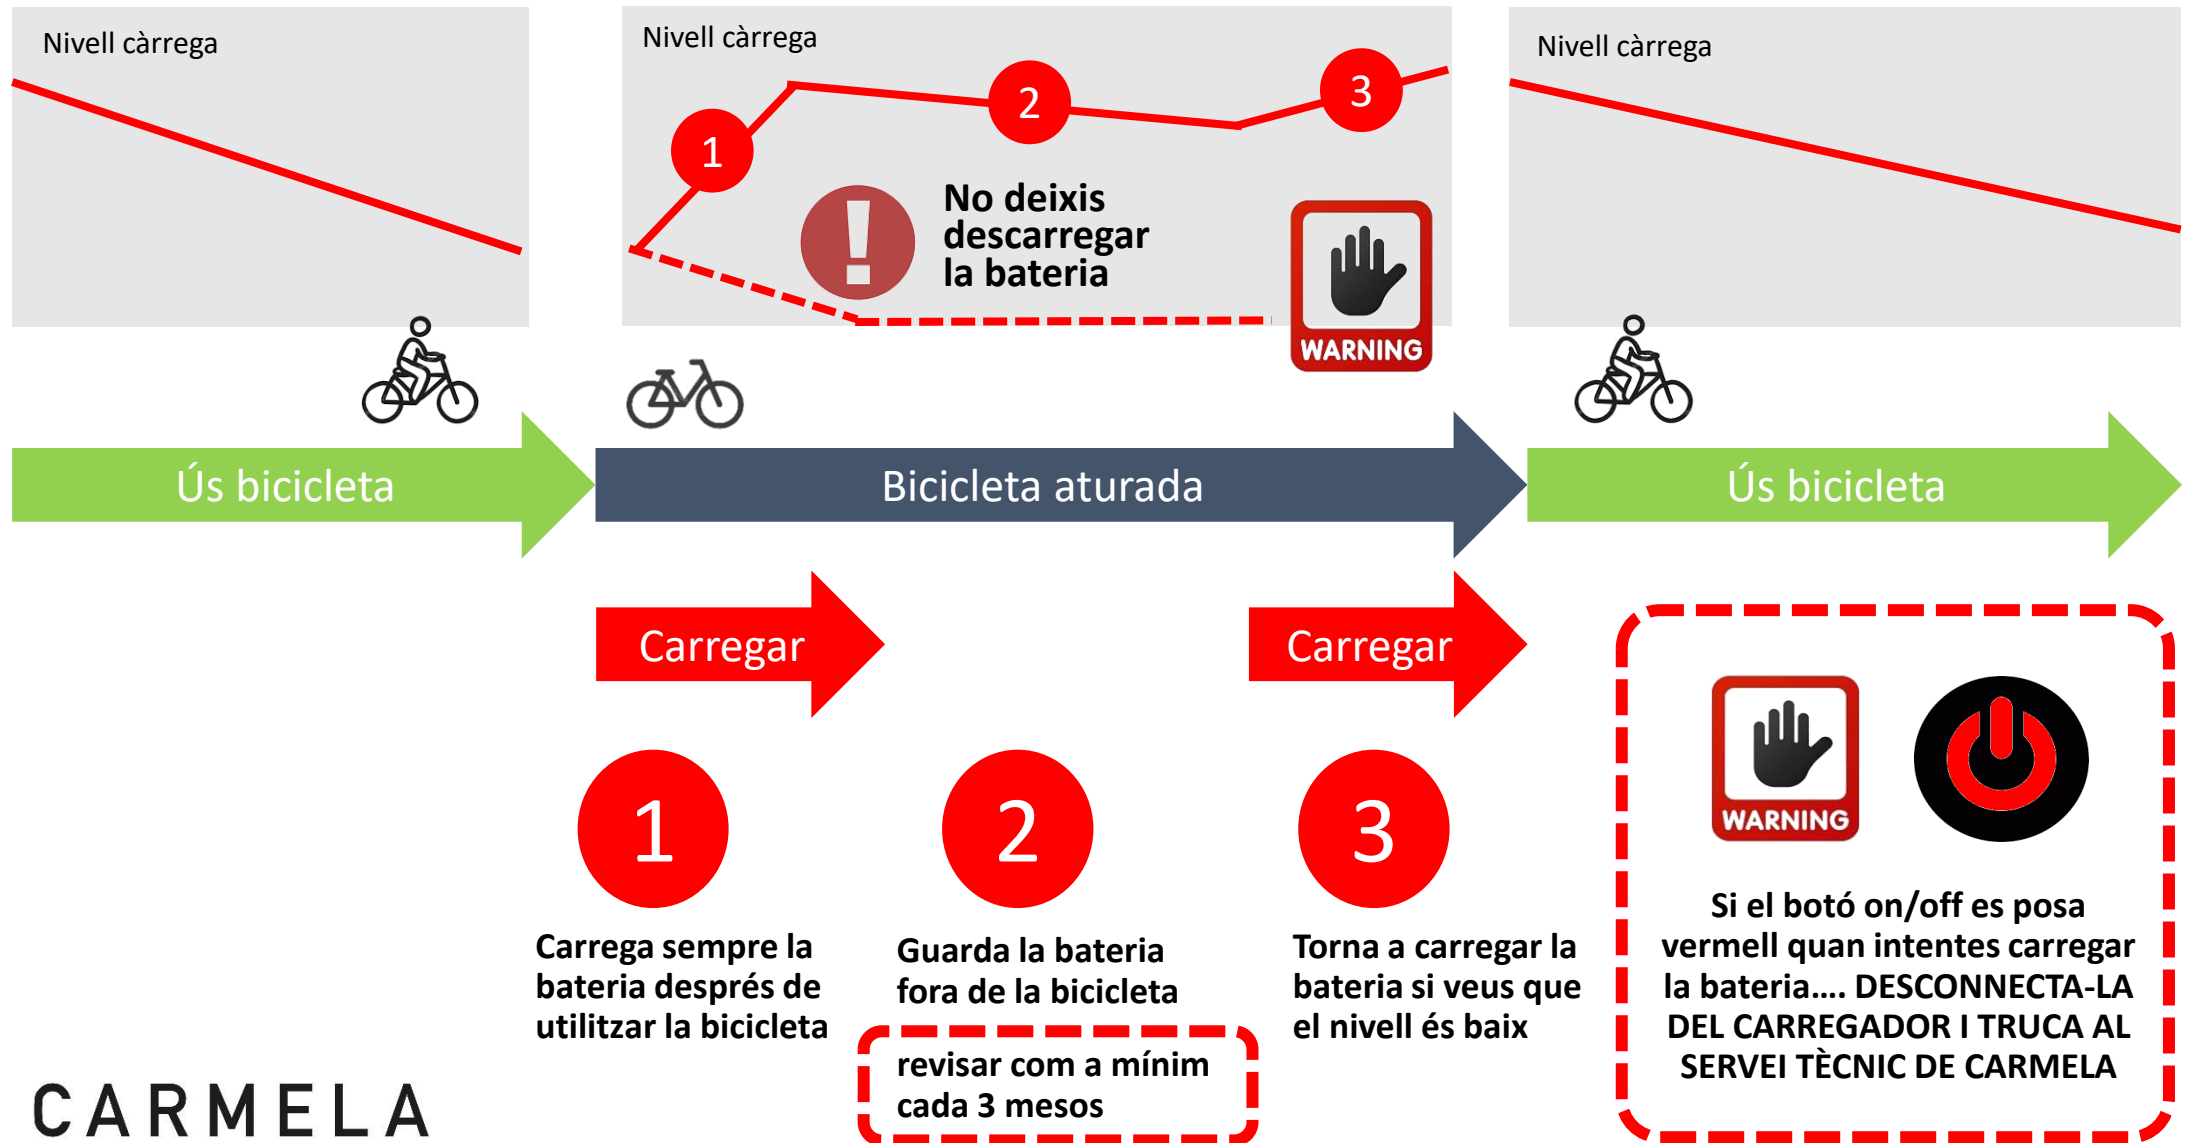 Nivell càrrega
Nivell càrrega
Nivell càrrega
1
2
3
No deixis
descarregar
la bateria
WARNING
Ús bicicleta
Bicicleta aturada
Ús bicicleta
Carregar
Carregar
1
Carrega sempre la
bateria després de
utilitzar la bicicleta
2
Guarda la bateria
fora de la bicicleta
revisar com a mínim
cada 3 mesos
3
Torna a carregar la
bateria si veus que
el nivell és baix
WARNING
Si el botó on/off es posa
vermell quan intentes carregar
la bateria.... DESCONNECTA-LA
DEL CARREGADOR I TRUCA AL
SERVEI TÈCNIC DE CARMELA
CARMELA